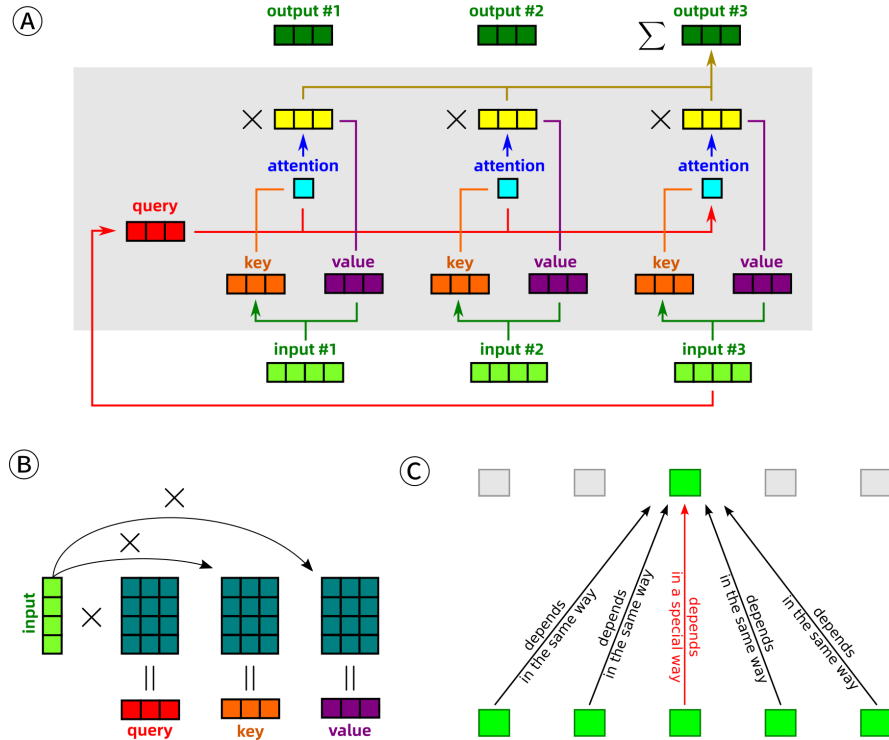 A
output #1
output #2
∑
output #3
×
×
×
attention
attention
attention
query
key
value
key
value
key
value
input #1
input #2
input #3
B
×
×
input
×
||
||
||
query
key
value
C
depends
in the same way
depends
in the same way
depends
in a special way
depends
in the same way
depends
in the same way